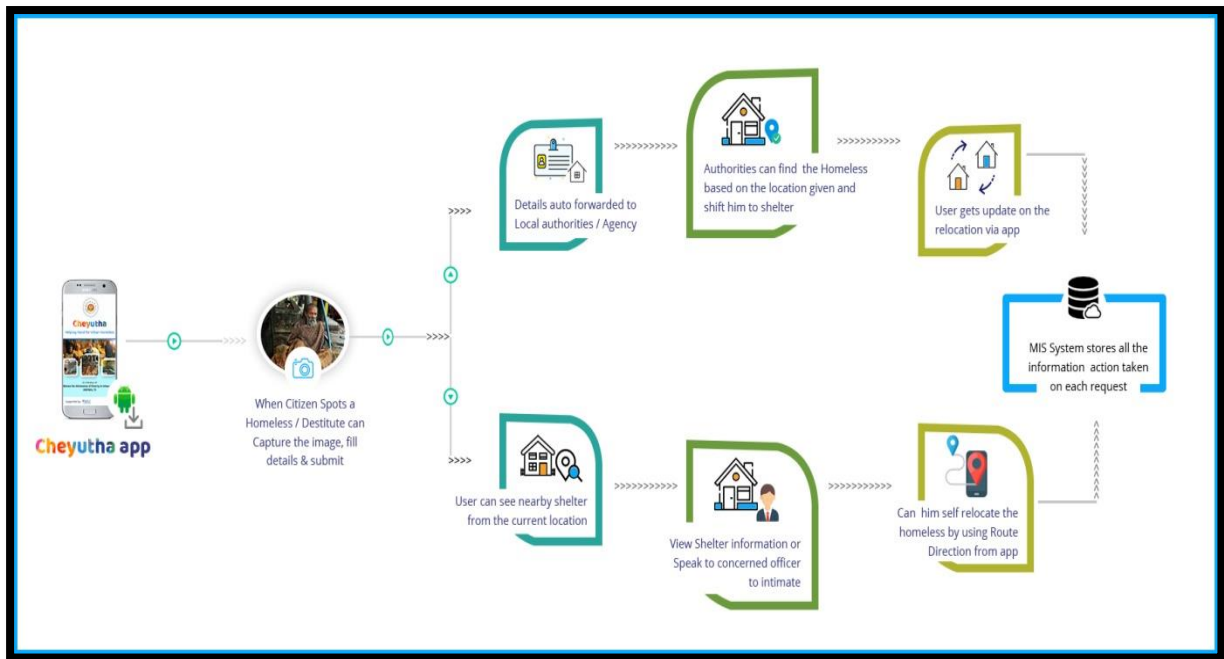 Cheyutha
Cheyutha app
When Citizen Spots a
Homeless / Destitute can
Capture the image, fill
details & submit
Details auto forwarded to
Local authorities / Agency
Authorities can find the Homeless
based on the location given and
shift him to shelter
User gets update on the
relocation via app
User can see nearby shelter
from the current location
View Shelter information or
Speak to concerned officer
to intimate
Can him self relocate the
homeless by using Route
Direction from app
MIS System stores all the
information action taken
on each request